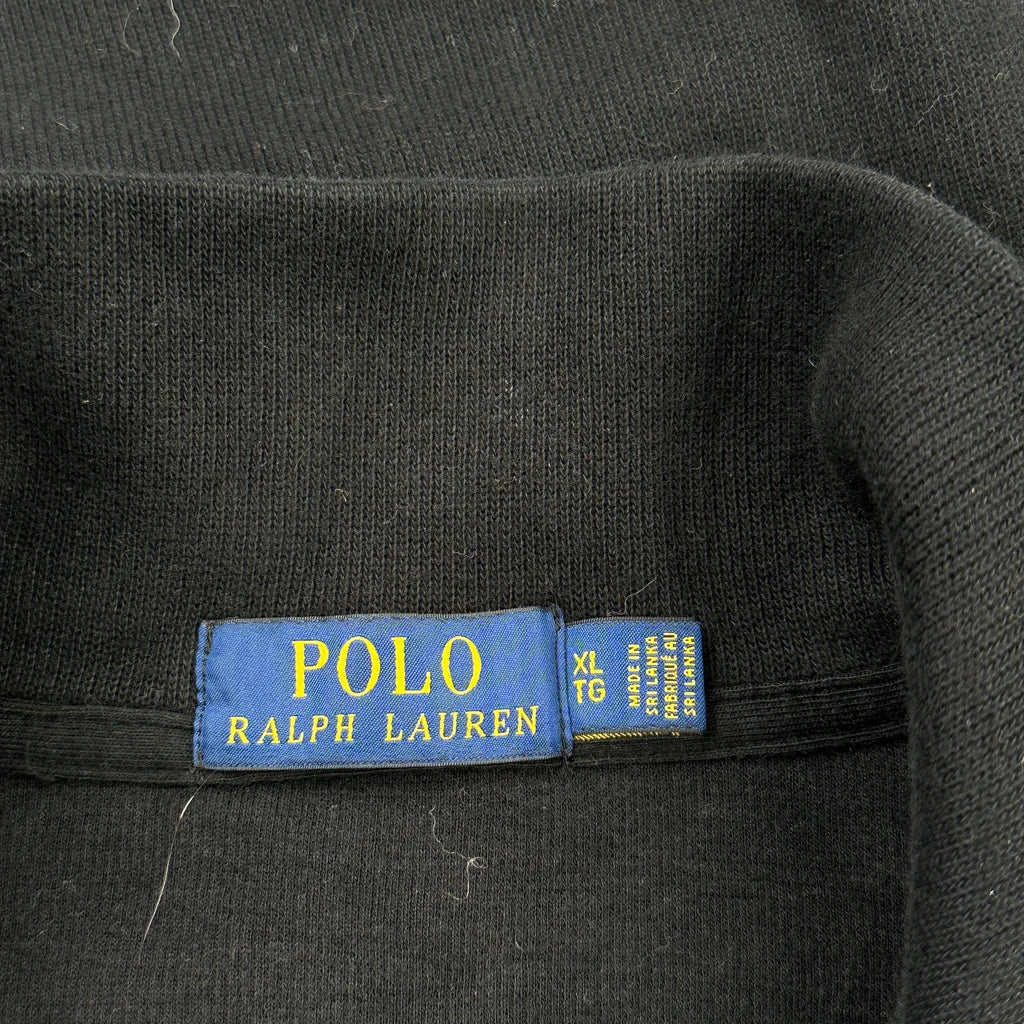 POLO
RALPH LAUREN
XL
TG
MADE IN
SRI LANKA
FABRIQUÉ AU
SRI LANKA